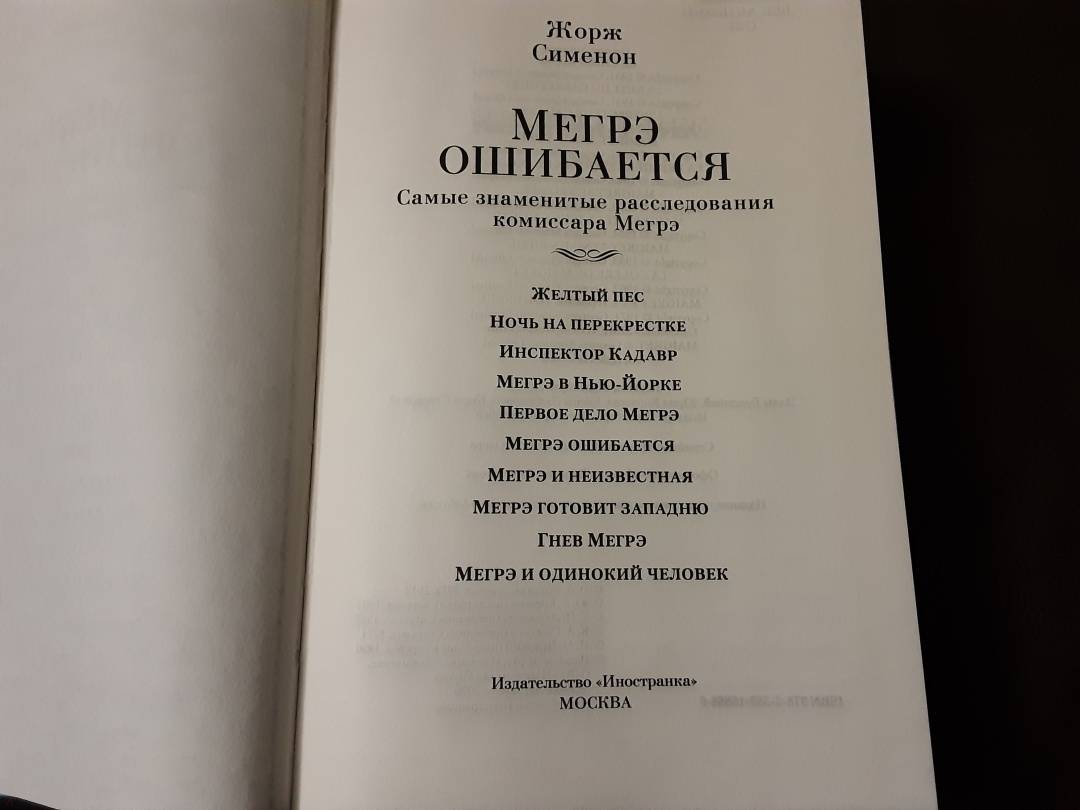 Жорж
Сименон
МЕГРЭ
ОШИБАЕТСЯ
Самые знаменитые расследования
комиссара Мегрэ
ЖЕЛТЫЙ ПЕС
НОЧЬ НА ПЕРЕКРЕСТКЕ
ИНСПЕКТОР КАДАВР
МЕГРЭ В НЬЮ-ЙОРКЕ
ПЕРВОЕ ДЕЛО МЕГРЭ
МЕГРЭ ОШИБАЕТСЯ
МЕГРЭ И НЕИЗВЕСТНАЯ
МЕГРЭ ГОТОВИТ ЗАПАДНЮ
ГНЕВ МЕГРЭ
МЕГРЭ И ОДИНОКИЙ ЧЕЛОВЕК
Издательство «Иностранка»
МОСКВА